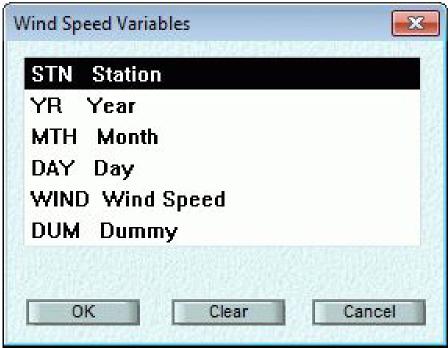 Wind Speed Variables
STN Station
YR Year
MTH Month
DAY Day
WIND Wind Speed
DUM Dummy
OK Clear Cancel